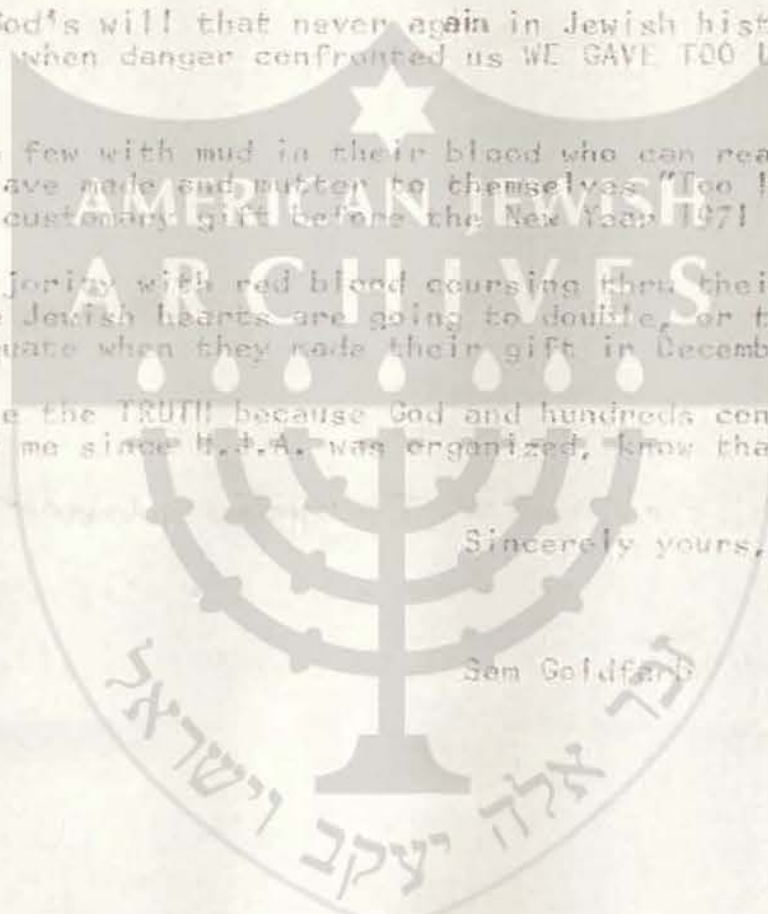 God's will that never again in Jewish hist
when danger confronted us WE GAVE TOO L
few with mud in their blood who can rea
ave made and mutter to themselves "Too l
customary gift before the New Year 1971
AMERICAN JEWISH
ARCHIVES
jority with red blood coursing thru their
Jewish hearts are going to double, or t
uate when they made their gift in Decemb
e the TRUTH because God and hundreds con
me since U.J.A. was organized, know tha
Sincerely yours,
Sam Goldfarb
זכר אלה יעקב וישראל